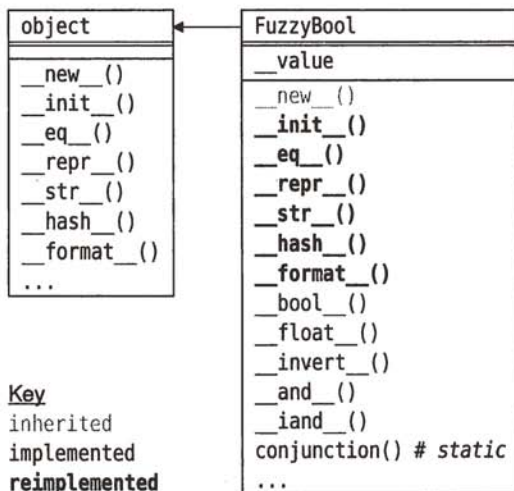 object
__new__()
__init__()
__eq__()
__repr__()
__str__()
__hash__()
__format__()
...
FuzzyBool
__value
__new__()
__init__()
__eq__()
__repr__()
__str__()
__hash__()
__format__()
__bool__()
__float__()
__invert__()
__and__()
__iand__()
conjunction() # static
...
Key
inherited
implemented
reimplemented